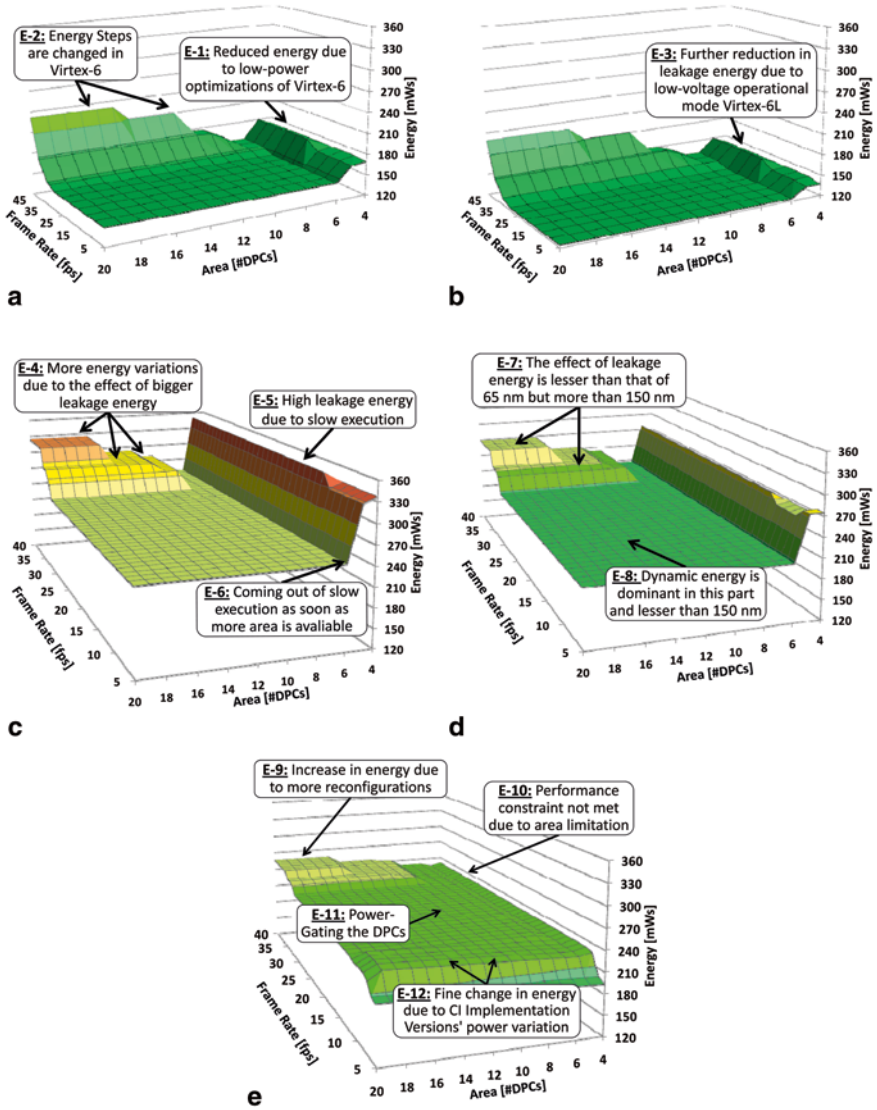 E-2: Energy Steps
are changed in
Virtex-6
E-1: Reduced energy due
to low-power
optimizations of Virtex-6
360
330
300
270
240
210
180
150
120
Energy [mWs]
45
35
25
15
5
Frame Rate [fps]
20
18
16
14
12
10
8
6
4
Area [#DPCs]
a
E-3: Further reduction in
leakage energy due to
low-voltage operational
mode Virtex-6L
360
330
300
270
240
210
180
150
120
Energy [mWs]
45
35
25
15
5
Frame Rate [fps]
20
18
16
14
12
10
8
6
4
Area [#DPCs]
b
E-4: More energy variations
due to the effect of bigger
leakage energy
E-5: High leakage energy
due to slow execution
E-6: Coming out of slow
execution as soon as
more area is avaliable
360
330
300
270
240
210
180
150
120
Energy [mWs]
40
35
30
25
20
15
10
5
Frame Rate [fps]
20
18
16
14
12
10
8
6
4
Area [#DPCs]
c
E-7: The effect of leakage
energy is lesser than that of
65 nm but more than 150 nm
E-8: Dynamic energy is
dominant in this part
and lesser than 150 nm
360
330
300
270
240
210
180
150
120
Energy [mWs]
40
35
30
25
20
15
10
5
Frame Rate [fps]
20
18
16
14
12
10
8
6
4
Area [#DPCs]
d
E-9: Increase in energy due
to more reconfigurations
E-10: Performance
constraint not met
due to area limitation
E-11: Power-
Gating the DPCs
E-12: Fine change in energy
due to CI Implementation
Versions' power variation
360
330
300
270
240
210
180
150
120
Energy [mWs]
40
35
30
25
20
15
10
5
Frame Rate [fps]
20
18
16
14
12
10
8
6
4
Area [#DPCs]
e